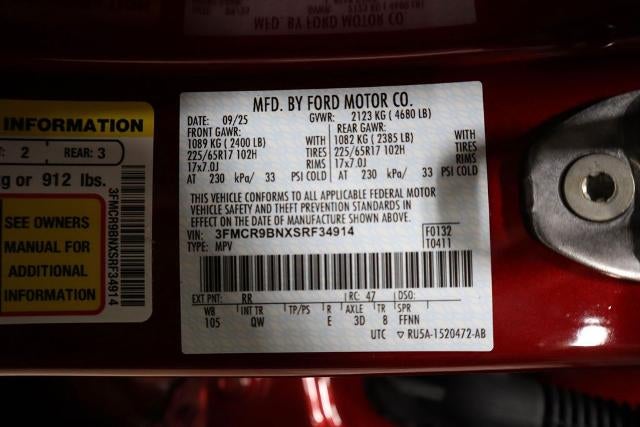 INFORMATION
2 REAR: 3
kg or 912 lbs.
SEE OWNERS
MANUAL FOR
ADDITIONAL
INFORMATION
3FMCR9BNXSRF34914
MFD. BY FORD MOTOR CO.
DATE: 09/25 GVWR: 2123 KG ( 4680 LB)
FRONT GAWR: REAR GAWR:
1089 KG ( 2400 LB) WITH 1082 KG ( 2385 LB) WITH
225/65R17 102H TIRES 225/65R17 102H TIRES
17x7.0J RIMS 17x7.0J RIMS
AT 230 kPa/ 33 PSI COLD AT 230 kPa/ 33 PSI COLD
THIS VEHICLE CONFORMS TO ALL APPLICABLE FEDERAL MOTOR
VEHICLE SAFETY AND THEFT PREVENTION STANDARDS IN
EFFECT ON THE DATE OF MANUFACTURE SHOWN ABOVE.
VIN: 3FMCR9BNXSRF34914 F0132
TYPE: MPV T0411
EXT PNT: RR RC: 47 DSO:
WB INT TR TP/PS R AXLE TR SPR
105 QW E 3D 8 FFNN
UTC ▽ RU5A-1520472-AB